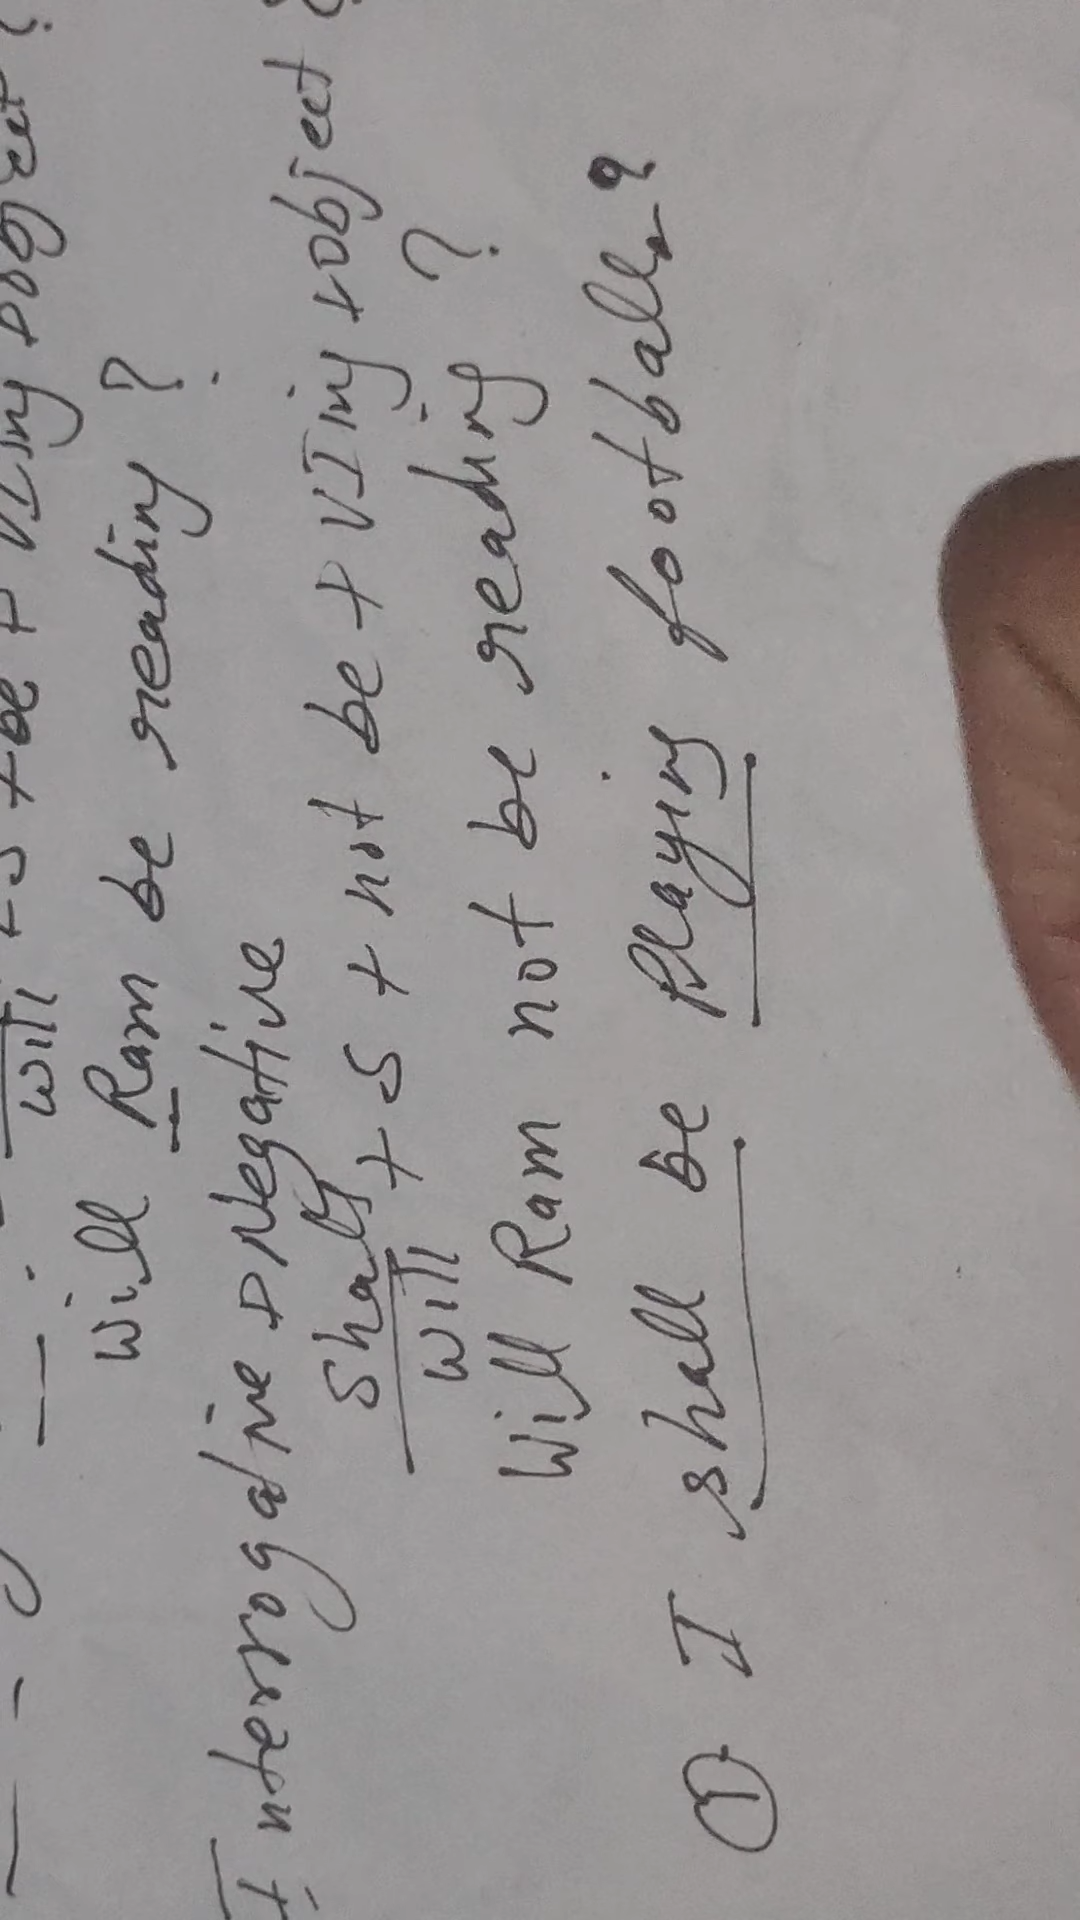 will + S + be + VIing + object ?
Will Ram be reading ?
Interrogative + Negative
shall/will + S + not be + VIing + object ?
Will Ram not be reading ?
① I shall be Playing football.